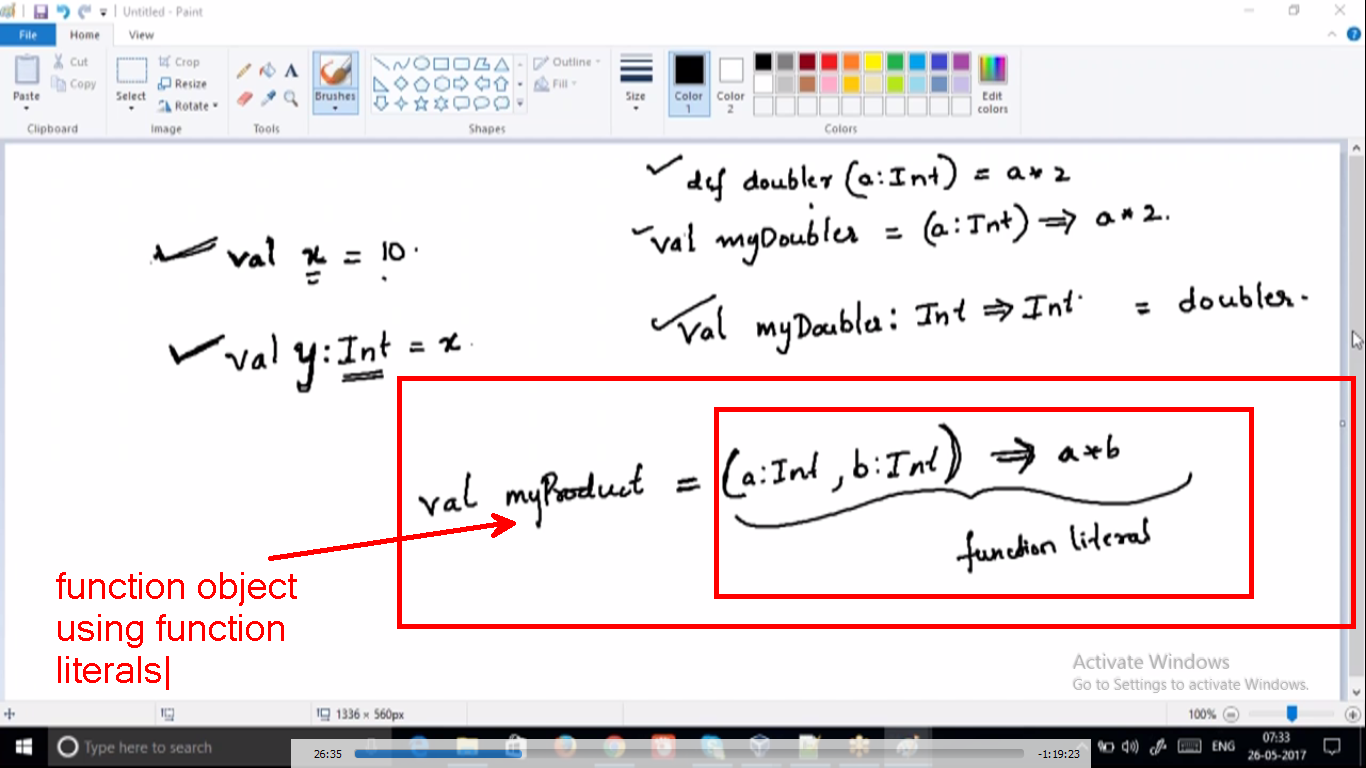 Untitled - Paint
File Home View
Paste Cut Copy Clipboard
Select Crop Resize Rotate Image
Tools
Brushes
Shapes Outline Fill
Size
Color 1 Color 2 Edit colors Colors
def doubler (a:Int) = a*2
val myDoubler = (a:Int) => a*2.
val x = 10.
val myDoubler: Int => Int = doubler.
val y:Int = x
val myProduct = (a:Int, b:Int) => a*b
function literal
function object
using function
literals|
Activate Windows
Go to Settings to activate Windows.
1336 × 560px 100%
Type here to search
26:35 -1:19:23
ENG 07:33
26-05-2017